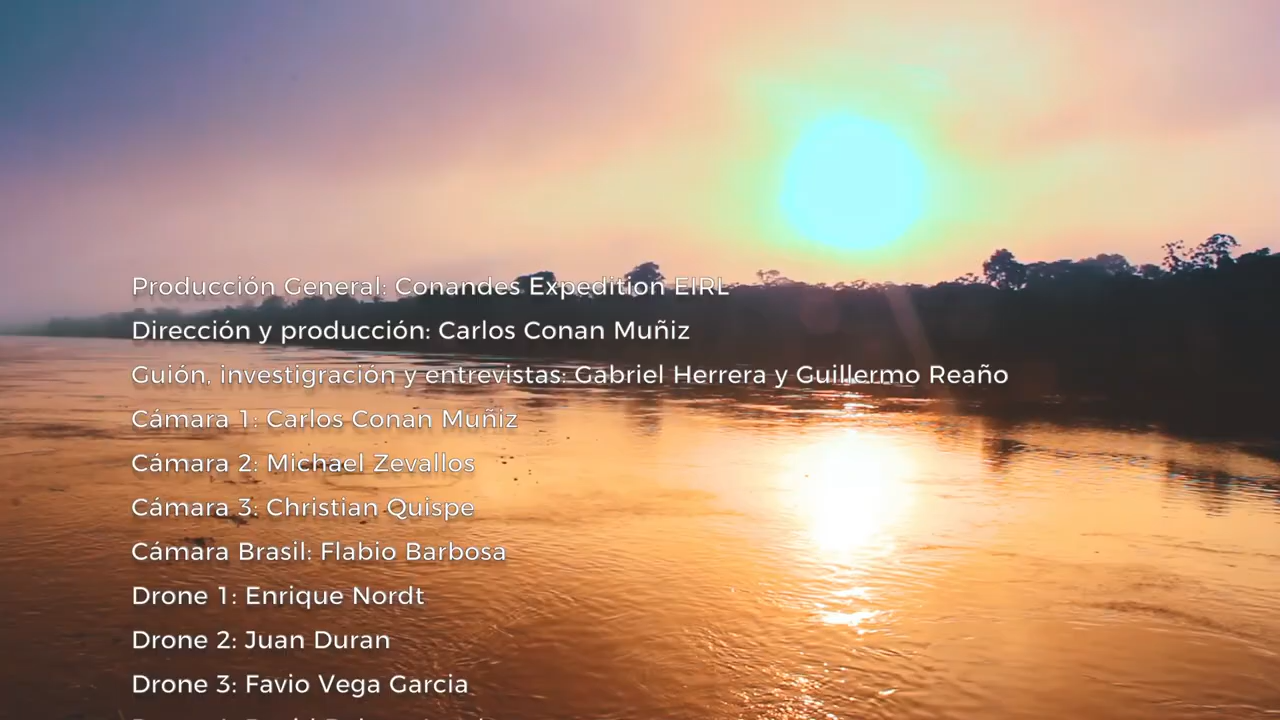 Producción General: Conandes Expedition EIRL
Dirección y producción: Carlos Conan Muñiz
Guión, investigración y entrevistas: Gabriel Herrera y Guillermo Reaño
Cámara 1: Carlos Conan Muñiz
Cámara 2: Michael Zevallos
Cámara 3: Christian Quispe
Cámara Brasil: Flabio Barbosa
Drone 1: Enrique Nordt
Drone 2: Juan Duran
Drone 3: Favio Vega Garcia